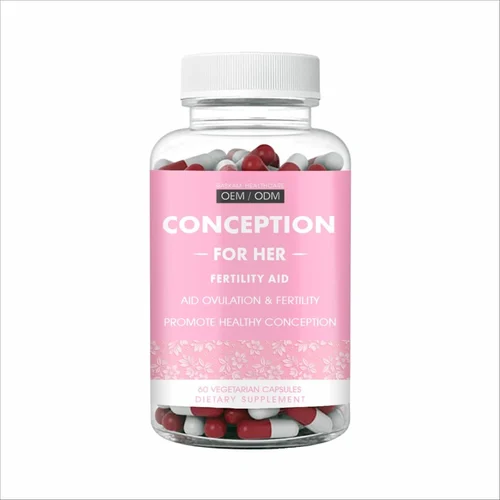 OEM / ODM
CONCEPTION
FOR HER
FERTILITY AID
AID OVULATION & FERTILITY
PROMOTE HEALTHY CONCEPTION
60 VEGETARIAN CAPSULES
DIETARY SUPPLEMENT